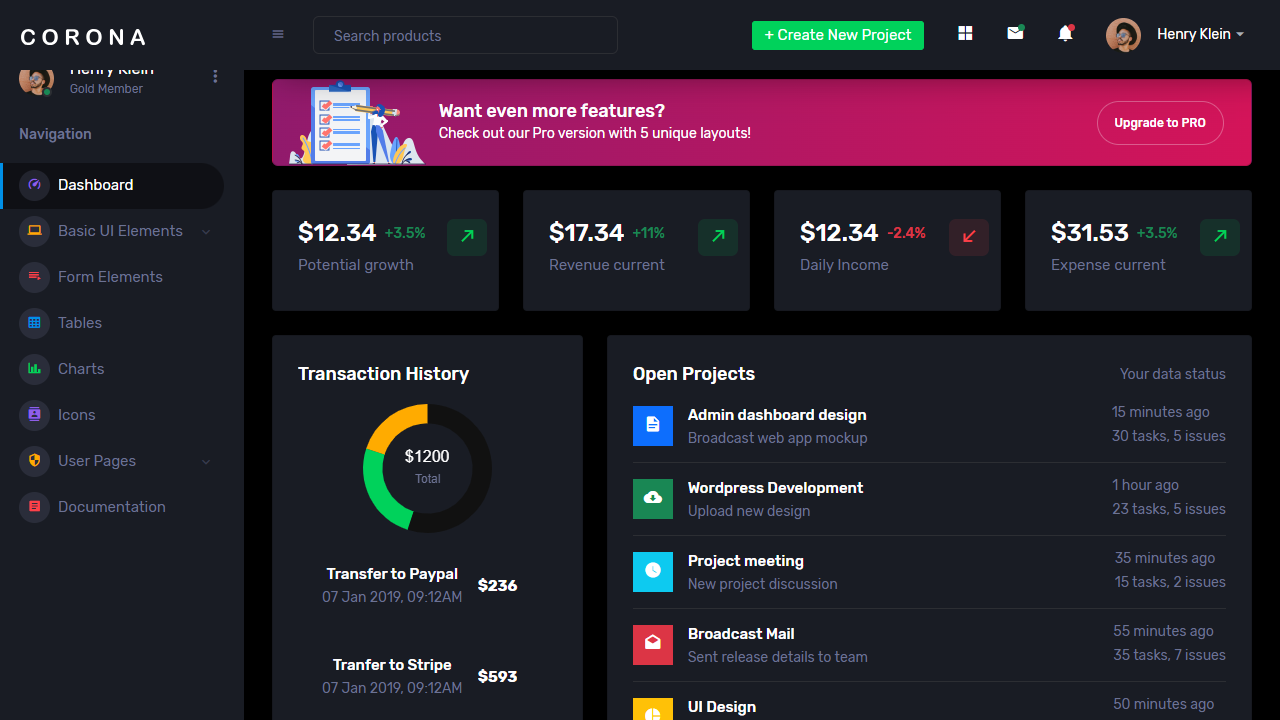 CORONA
Search products
+ Create New Project
Henry Klein
Henry Klein
Gold Member
Navigation
Dashboard
Basic UI Elements
Form Elements
Tables
Charts
Icons
User Pages
Documentation
Want even more features?
Check out our Pro version with 5 unique layouts!
Upgrade to PRO
$12.34 +3.5%
Potential growth
$17.34 +11%
Revenue current
$12.34 -2.4%
Daily Income
$31.53 +3.5%
Expense current
Transaction History
$1200
Total
Transfer to Paypal
07 Jan 2019, 09:12AM
$236
Tranfer to Stripe
07 Jan 2019, 09:12AM
$593
Open Projects
Your data status
Admin dashboard design
Broadcast web app mockup
15 minutes ago
30 tasks, 5 issues
Wordpress Development
Upload new design
1 hour ago
23 tasks, 5 issues
Project meeting
New project discussion
35 minutes ago
15 tasks, 2 issues
Broadcast Mail
Sent release details to team
55 minutes ago
35 tasks, 7 issues
UI Design
50 minutes ago